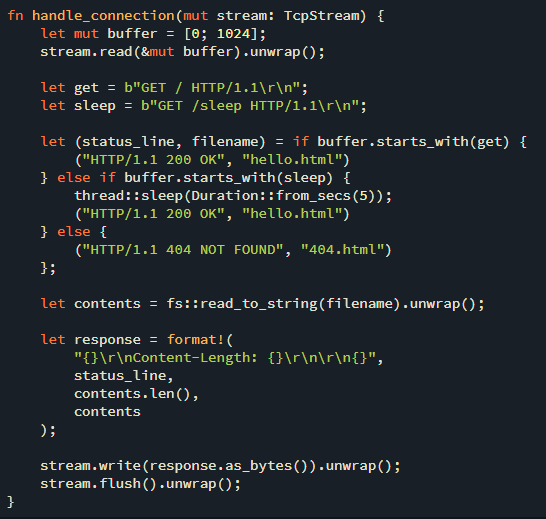 fn handle_connection(mut stream: TcpStream) {
    let mut buffer = [0; 1024];
    stream.read(&mut buffer).unwrap();

    let get = b"GET / HTTP/1.1\r\n";
    let sleep = b"GET /sleep HTTP/1.1\r\n";

    let (status_line, filename) = if buffer.starts_with(get) {
        ("HTTP/1.1 200 OK", "hello.html")
    } else if buffer.starts_with(sleep) {
        thread::sleep(Duration::from_secs(5));
        ("HTTP/1.1 200 OK", "hello.html")
    } else {
        ("HTTP/1.1 404 NOT FOUND", "404.html")
    };

    let contents = fs::read_to_string(filename).unwrap();

    let response = format!(
        "{}\r\nContent-Length: {}\r\n\r\n{}",
        status_line,
        contents.len(),
        contents
    );

    stream.write(response.as_bytes()).unwrap();
    stream.flush().unwrap();
}